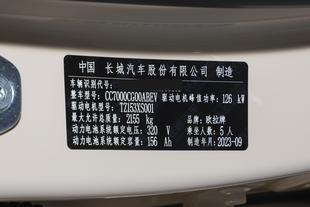 中国 长城汽车股份有限公司 制造
车辆识别代号:
整车型号: CC7000CG00ABEV 驱动电机峰值功率: 126 kW
驱动电机型号: TZ153XS001
最大允许总质量: 2155 kg 品牌: 欧拉牌
动力电池系统额定电压: 320 V 乘坐人数: 5 人
动力电池系统额定容量: 156 Ah 制造年月: 2023-09